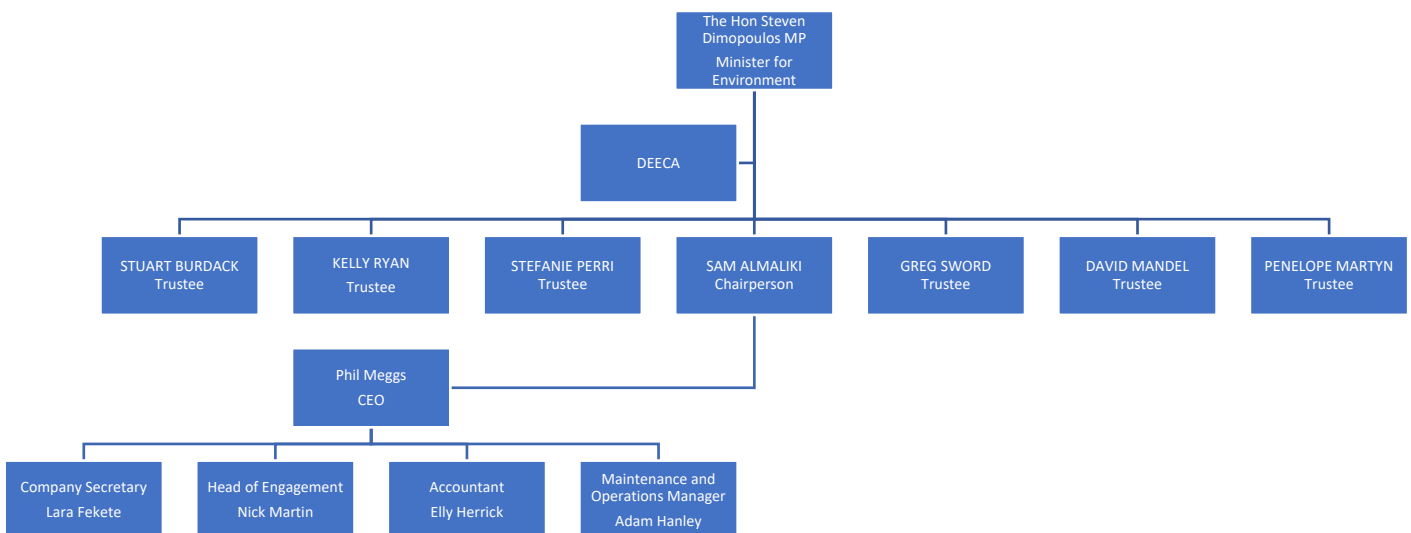 The Hon Steven
Dimopoulos MP
Minister for
Environment
DEECA
STUART BURDACK
Trustee
KELLY RYAN
Trustee
STEFANIE PERRI
Trustee
SAM ALMALIKI
Chairperson
GREG SWORD
Trustee
DAVID MANDEL
Trustee
PENELOPE MARTYN
Trustee
Phil Meggs
CEO
Company Secretary
Lara Fekete
Head of Engagement
Nick Martin
Accountant
Elly Herrick
Maintenance and
Operations Manager
Adam Hanley